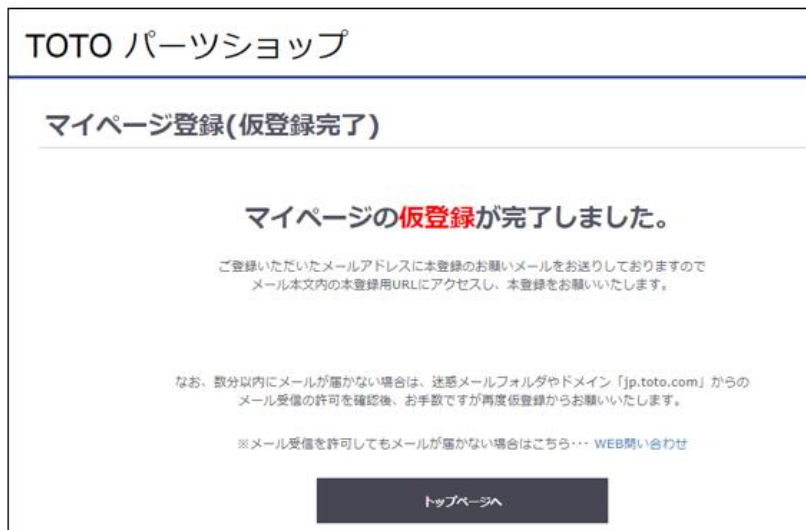 TOTO パーツショップ
マイページ登録(仮登録完了)
マイページの仮登録が完了しました。
ご登録いただいたメールアドレスに本登録のお願いメールをお送りしておりますので
メール本文内の本登録用URLにアクセスし、本登録をお願いいたします。
なお、数分以内にメールが届かない場合は、迷惑メールフォルダやドメイン「jp.toto.com」からの
メール受信の許可を確認後、お手数ですが再度仮登録からお願いいたします。
※メール受信を許可してもメールが届かない場合はこちら･･･ WEB問い合わせ
トップページへ